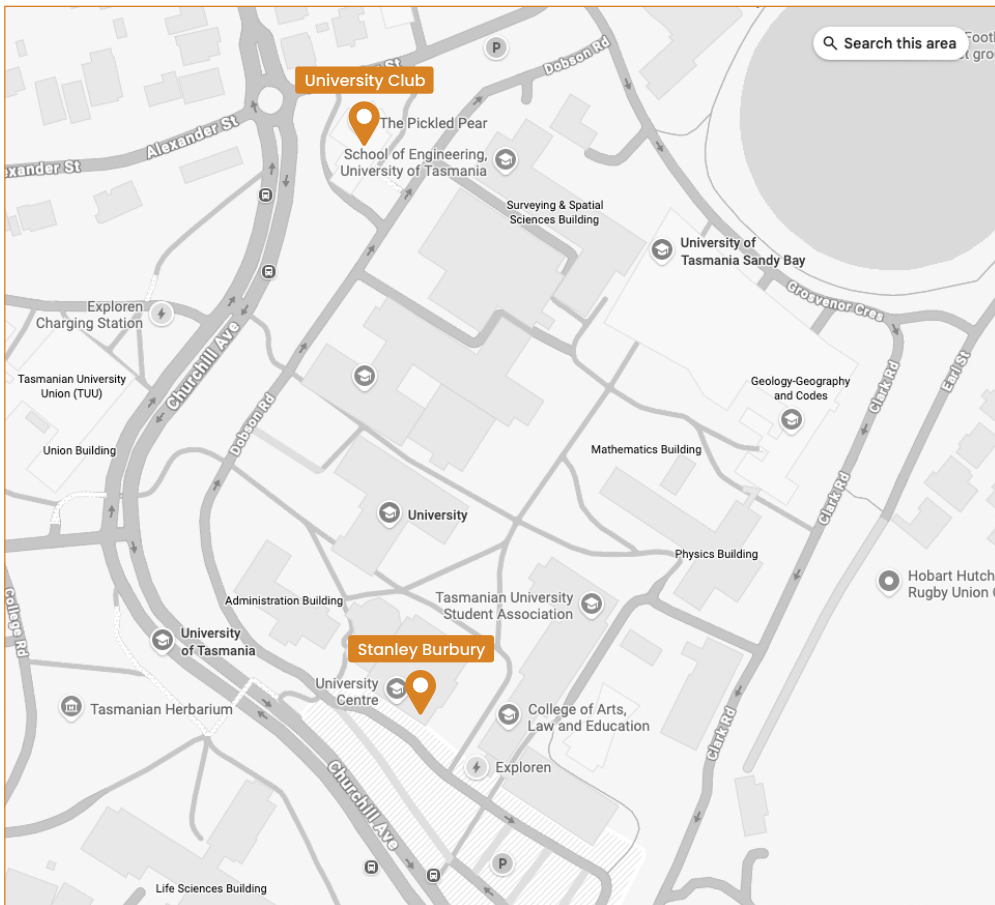 Search this area
P
Dobson Rd
University Club
St
The Pickled Pear
School of Engineering,
University of Tasmania
Alexander St
xander St
Surveying & Spatial
Sciences Building
University of
Tasmania Sandy Bay
Grosvenor Cres
Exploren
Charging Station
Churchill Ave
Tasmanian University
Union (TUU)
Union Building
Dobson Rd
Geology-Geography
and Codes
Clark Rd
Earl St
Mathematics Building
Clark Rd
University
Physics Building
Hobart Hutch
Rugby Union
College Rd
Administration Building
Tasmanian University
Student Association
University
of Tasmania
Stanley Burbury
University
Centre
Tasmanian Herbarium
College of Arts,
Law and Education
Clark Rd
Exploren
Churchill Ave
P
Life Sciences Building